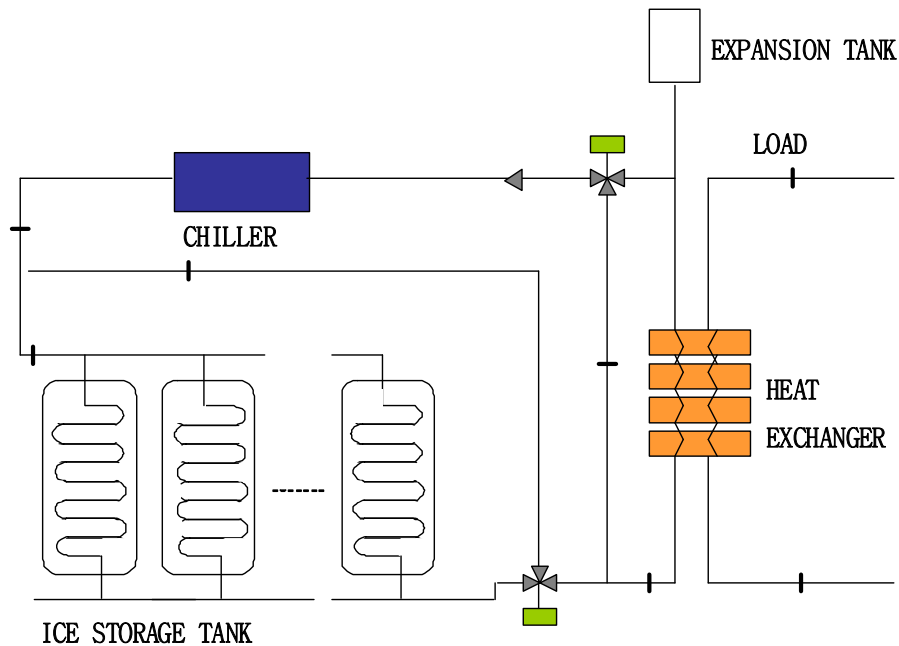 EXPANSION TANK
LOAD
CHILLER
HEAT
EXCHANGER
ICE STORAGE TANK